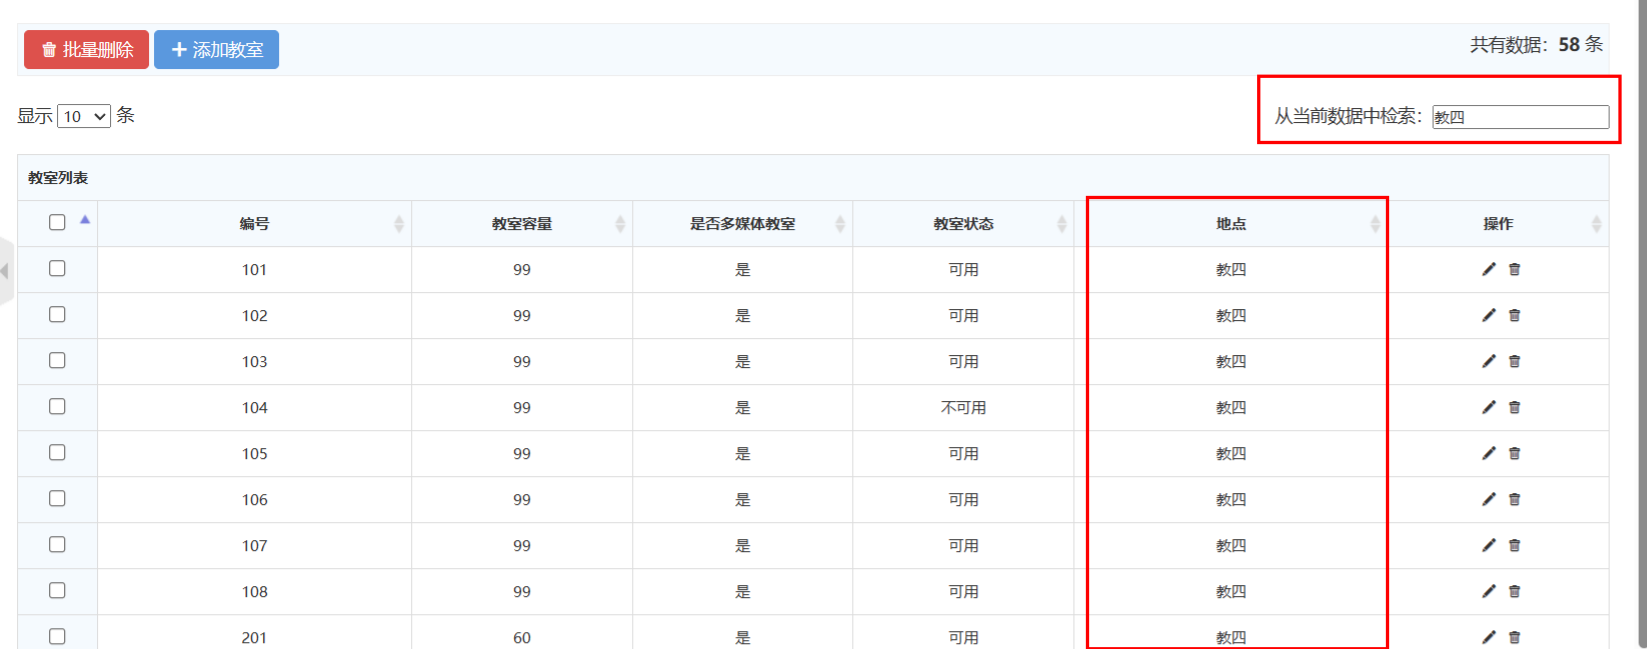 批量删除 添加教室 共有数据：58 条
显示 10 条 从当前数据中检索：教四
教室列表
编号 教室容量 是否多媒体教室 教室状态 地点 操作
101 99 是 可用 教四
102 99 是 可用 教四
103 99 是 可用 教四
104 99 是 不可用 教四
105 99 是 可用 教四
106 99 是 可用 教四
107 99 是 可用 教四
108 99 是 可用 教四
201 60 是 可用 教四